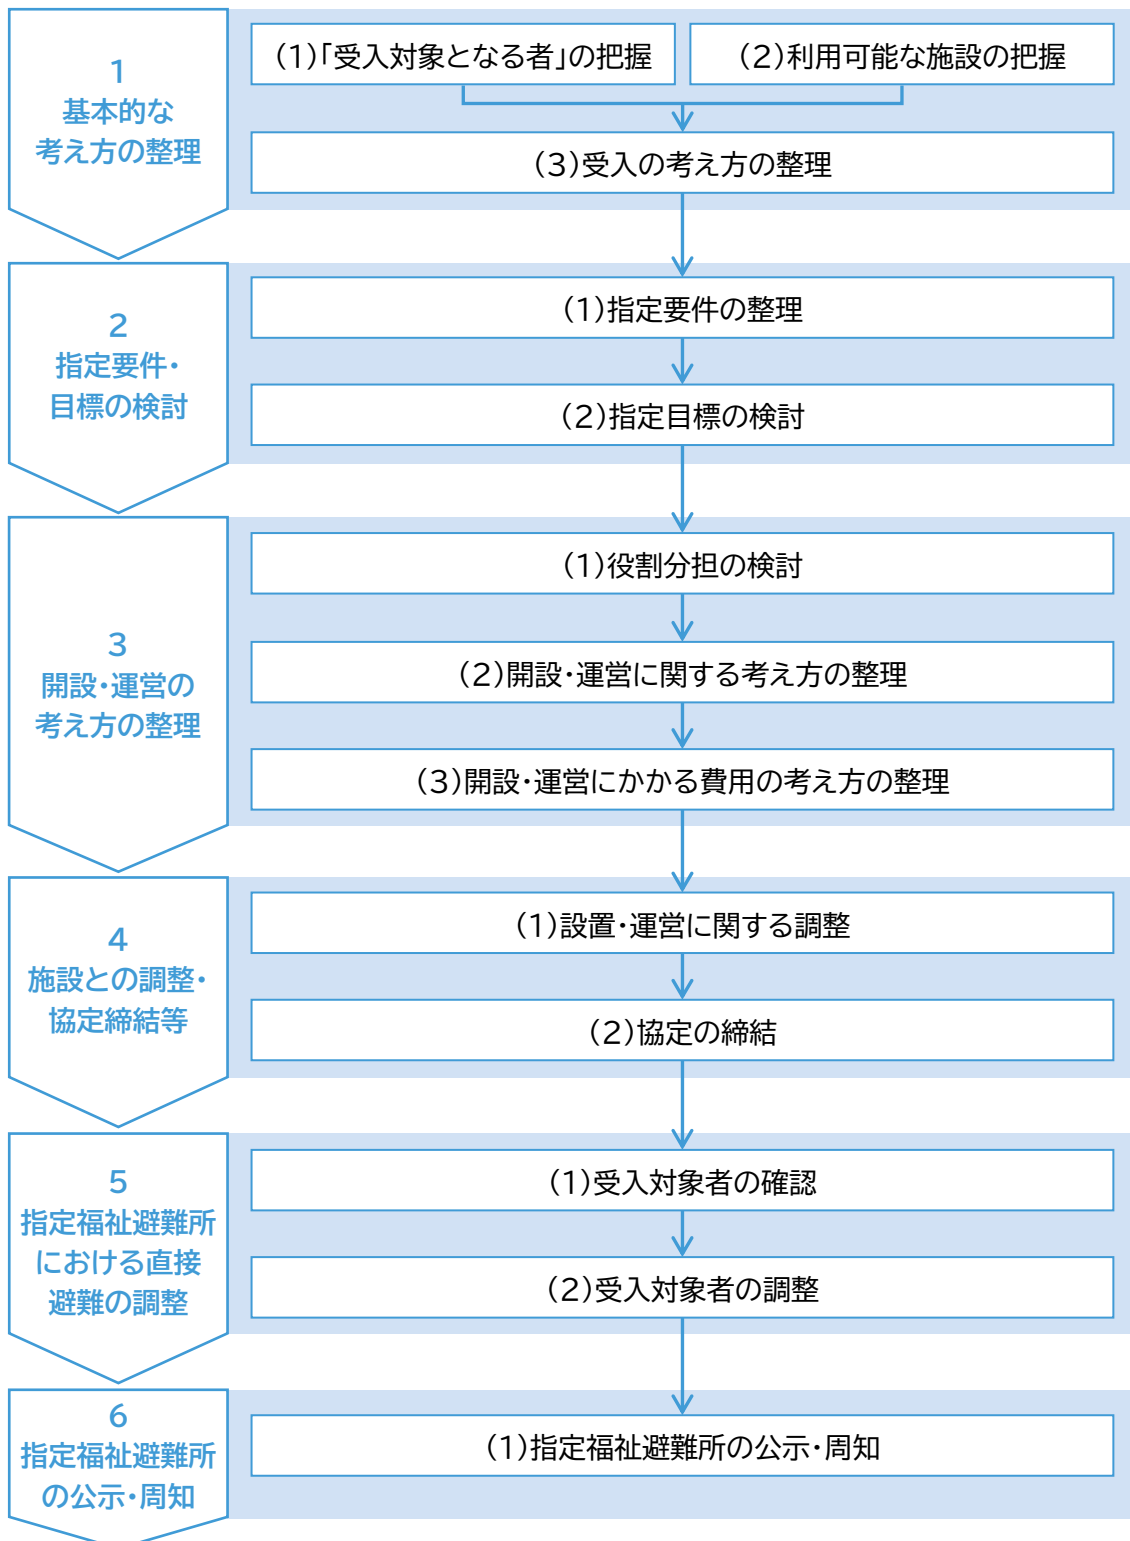 1
基本的な
考え方の整理
(1)「受入対象となる者」の把握
(2)利用可能な施設の把握
(3)受入の考え方の整理
2
指定要件・
目標の検討
(1)指定要件の整理
(2)指定目標の検討
3
開設・運営の
考え方の整理
(1)役割分担の検討
(2)開設・運営に関する考え方の整理
(3)開設・運営にかかる費用の考え方の整理
4
施設との調整・
協定締結等
(1)設置・運営に関する調整
(2)協定の締結
5
指定福祉避難所
における直接
避難の調整
(1)受入対象者の確認
(2)受入対象者の調整
6
指定福祉避難所
の公示・周知
(1)指定福祉避難所の公示・周知